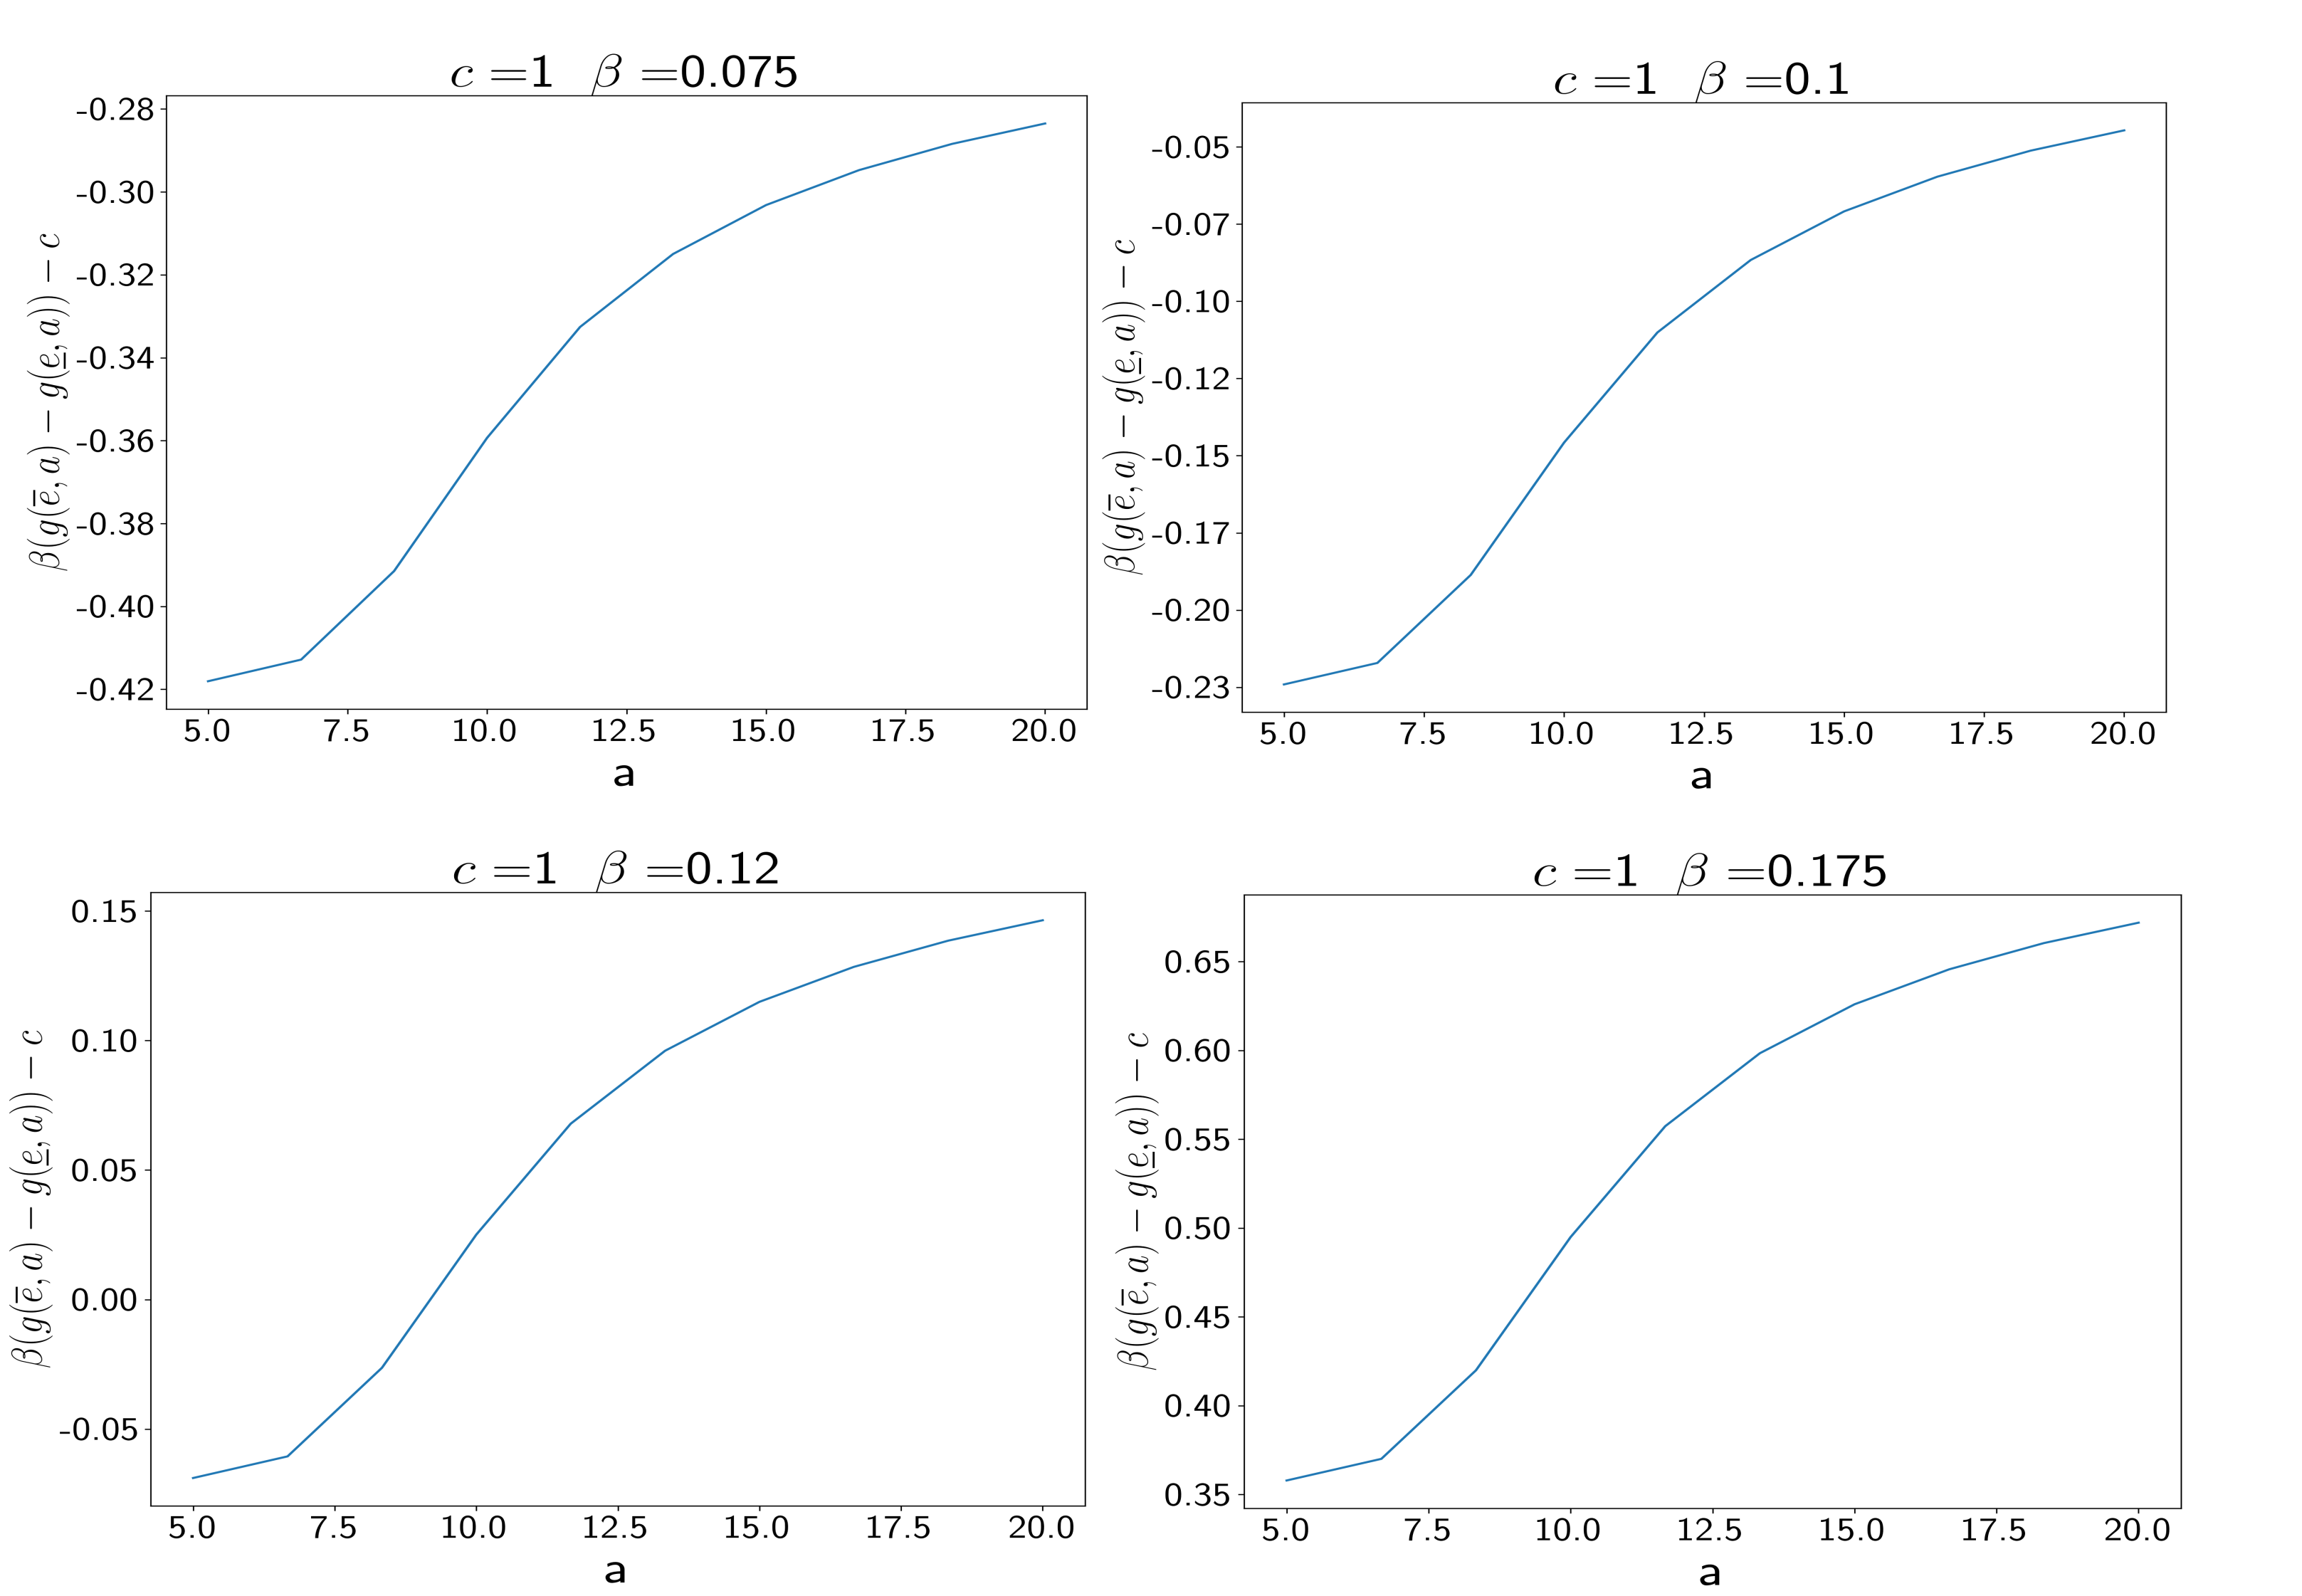 c =1 β =0.075
β(g(e̅, a) − g(e̲, a)) − c
-0.28
-0.30
-0.32
-0.34
-0.36
-0.38
-0.40
-0.42
5.0 7.5 10.0 12.5 15.0 17.5 20.0
a
c =1 β =0.1
β(g(e̅, a) − g(e̲, a)) − c
-0.05
-0.07
-0.10
-0.12
-0.15
-0.17
-0.20
-0.23
5.0 7.5 10.0 12.5 15.0 17.5 20.0
a
c =1 β =0.12
β(g(e̅, a) − g(e̲, a)) − c
0.15
0.10
0.05
0.00
-0.05
5.0 7.5 10.0 12.5 15.0 17.5 20.0
a
c =1 β =0.175
β(g(e̅, a) − g(e̲, a)) − c
0.65
0.60
0.55
0.50
0.45
0.40
0.35
5.0 7.5 10.0 12.5 15.0 17.5 20.0
a